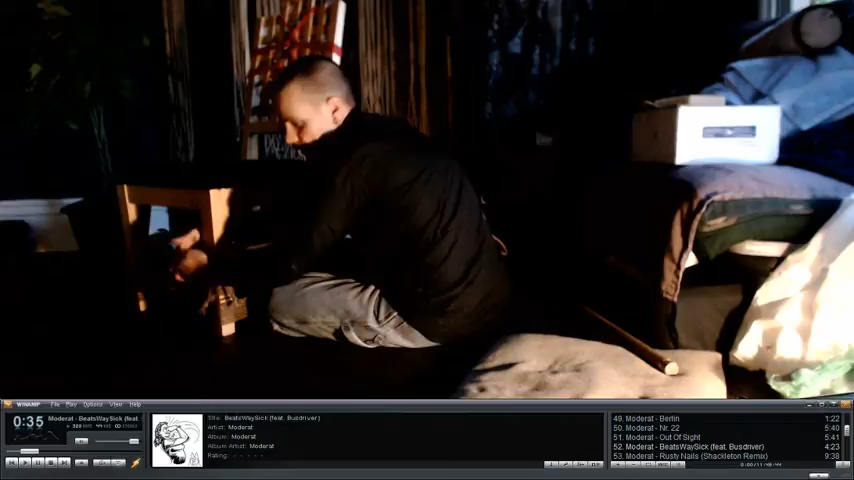 WINAMP File Play Options View Help
0:35 Moderat - BeatsWaySick (feat
Title: BeatsWaySick (feat. Busdriver)
Artist: Moderat
Album: Moderat
Album Artist: Moderat
Rating:
49. Moderat - Berlin 1:22
50. Moderat - Nr. 22 5:40
51. Moderat - Out Of Sight 5:41
52. Moderat - BeatsWaySick (feat. Busdriver) 4:23
53. Moderat - Rusty Nails (Shackleton Remix) 9:38